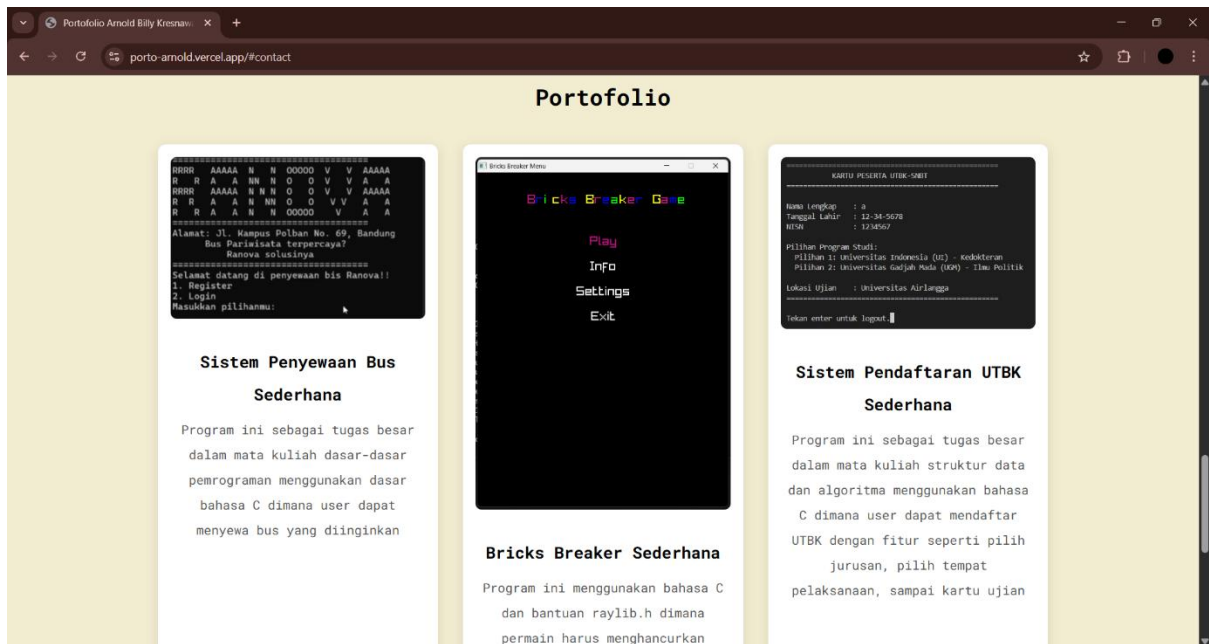 Portofolio Arnold Billy Kresnaw
porto-arnold.vercel.app/#contact
Portofolio
RRRR AAAAA N N OOOOO V V AAAAA
R R A A NN N O O V V A A
RRRR AAAAA N N N O O V V AAAAA
R R A A N NN O O V V A A
R R A A N N OOOOO V A A
Alamat: Jl. Kampus Polban No. 69, Bandung
Bus Pariwisata terpercaya?
Ranova solusinya
Selamat datang di penyewaan bis Ranova!!
1. Register
2. Login
Masukkan pilihanmu:
Sistem Penyewaan Bus
Sederhana
Program ini sebagai tugas besar
dalam mata kuliah dasar-dasar
pemrograman menggunakan dasar
bahasa C dimana user dapat
menyewa bus yang diinginkan
Bricks Breaker Menu
Bricks Breaker Game
Play
Info
Settings
Exit
Bricks Breaker Sederhana
Program ini menggunakan bahasa C
dan bantuan raylib.h dimana
permain harus menghancurkan
KARTU PESERTA UTBK-SNBT
Nama Lengkap : a
Tanggal Lahir : 12-34-5678
NISN : 1234567
Pilihan Program Studi:
Pilihan 1: Universitas Indonesia (UI) - Kedokteran
Pilihan 2: Universitas Gadjah Mada (UGM) - Ilmu Politik
Lokasi Ujian : Universitas Airlangga
Tekan enter untuk logout.
Sistem Pendaftaran UTBK
Sederhana
Program ini sebagai tugas besar
dalam mata kuliah struktur data
dan algoritma menggunakan bahasa
C dimana user dapat mendaftar
UTBK dengan fitur seperti pilih
jurusan, pilih tempat
pelaksanaan, sampai kartu ujian